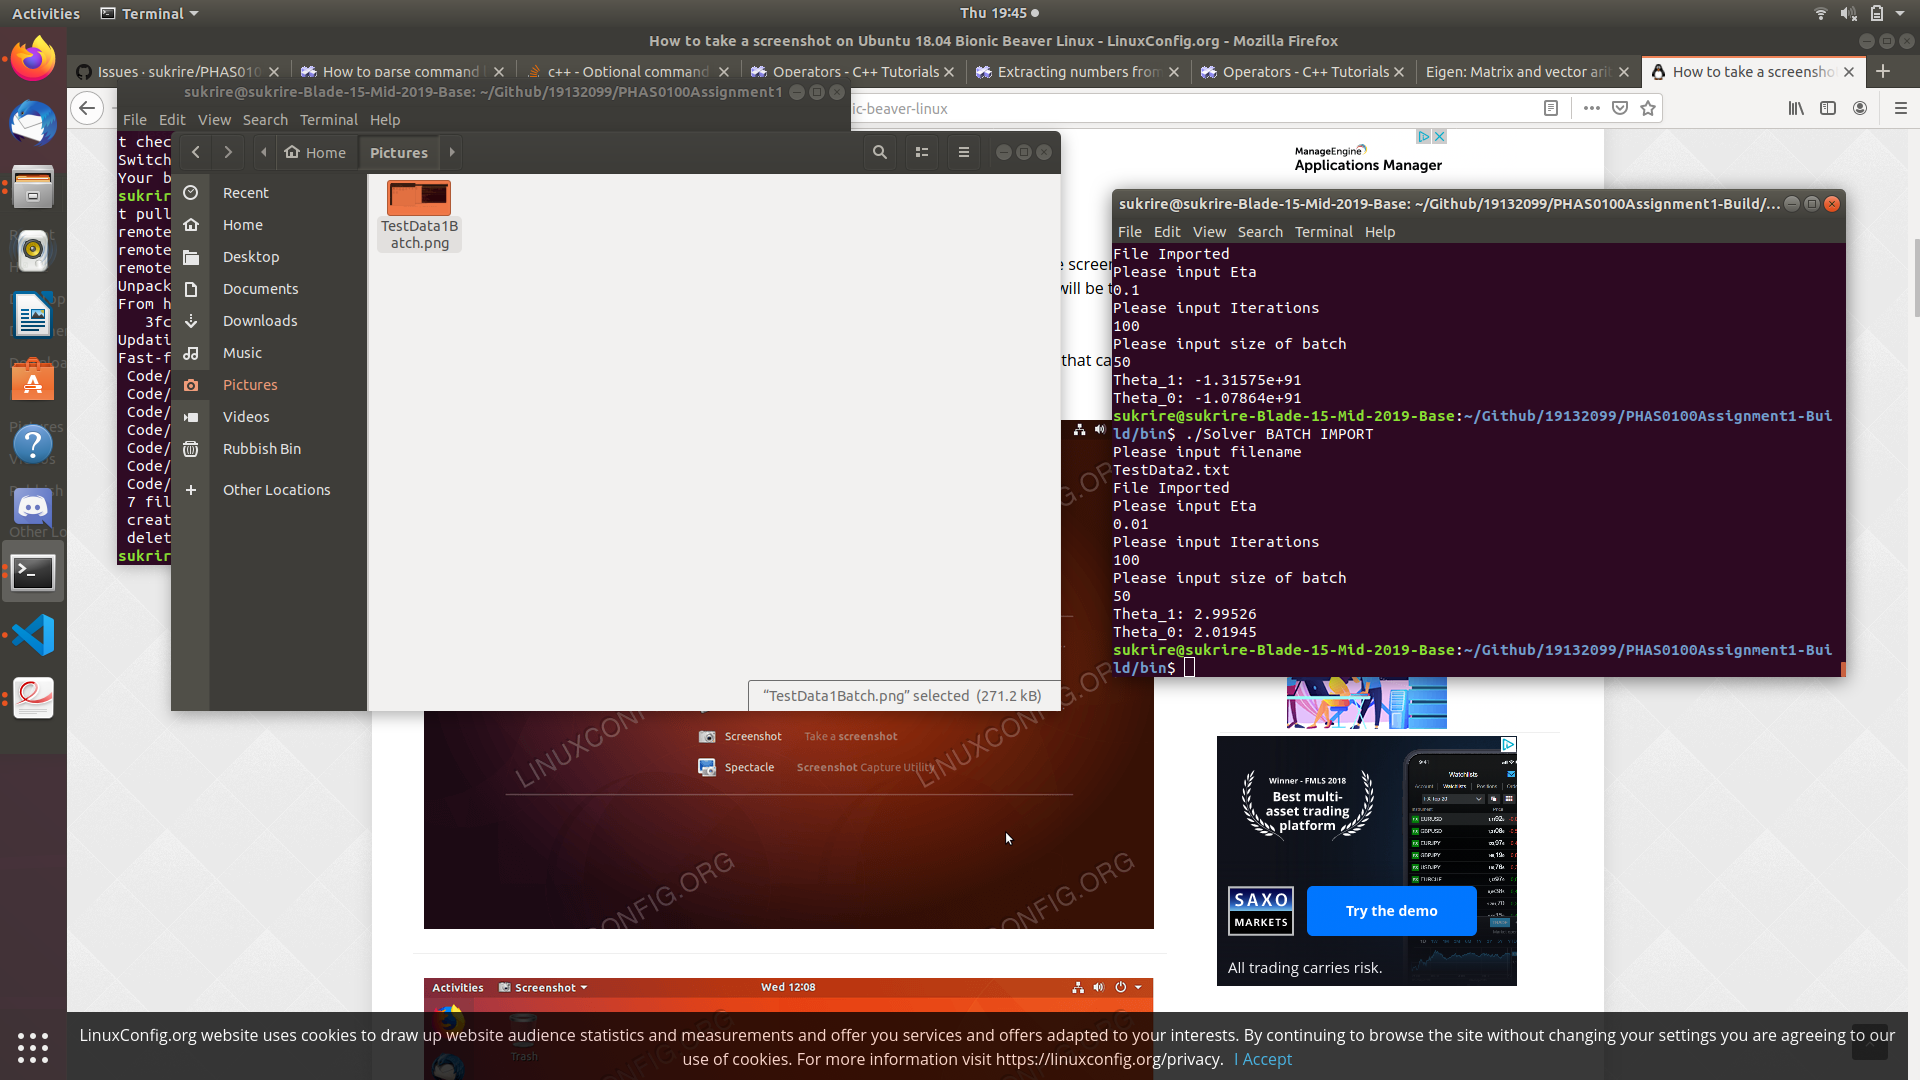 Activities
Terminal
Thu 19:45
How to take a screenshot on Ubuntu 18.04 Bionic Beaver Linux - LinuxConfig.org - Mozilla Firefox
Issues · sukrire/PHAS010
How to parse command l
c++ - Optional command
Operators - C++ Tutorials
Extracting numbers from
Operators - C++ Tutorials
Eigen: Matrix and vector arit
How to take a screenshot
ic-beaver-linux
sukrire@sukrire-Blade-15-Mid-2019-Base: ~/Github/19132099/PHAS0100Assignment1
File Edit View Search Terminal Help
t chec
Switch
Your b
sukrir
t pull
remote
remote
remote
Unpack
From h
3fc
Updati
Fast-f
Code/
Code/
Code/
Code/
Code/
Code/
Code/
7 fil
creat
delet
sukrir
Home
Pictures
Recent
Home
Desktop
Documents
Downloads
Music
Pictures
Videos
Rubbish Bin
Other Locations
TestData1B
atch.png
“TestData1Batch.png” selected (271.2 kB)
e screen
will be t
that ca
ManageEngine
Applications Manager
sukrire@sukrire-Blade-15-Mid-2019-Base: ~/Github/19132099/PHAS0100Assignment1-Build/...
File Edit View Search Terminal Help
File Imported
Please input Eta
0.1
Please input Iterations
100
Please input size of batch
50
Theta_1: -1.31575e+91
Theta_0: -1.07864e+91
sukrire@sukrire-Blade-15-Mid-2019-Base:~/Github/19132099/PHAS0100Assignment1-Bui
ld/bin$ ./Solver BATCH IMPORT
Please input filename
TestData2.txt
File Imported
Please input Eta
0.01
Please input Iterations
100
Please input size of batch
50
Theta_1: 2.99526
Theta_0: 2.01945
sukrire@sukrire-Blade-15-Mid-2019-Base:~/Github/19132099/PHAS0100Assignment1-Bui
ld/bin$
Screenshot Take a screenshot
Spectacle Screenshot Capture Utility
LINUXCONFIG.ORG
Winner - FMLS 2018
Best multi-
asset trading
platform
Watchlists
SAXO
MARKETS
Try the demo
All trading carries risk.
Activities
Screenshot
Wed 12:08
Trash
LinuxConfig.org website uses cookies to draw up website audience statistics and measurements and offer you services and offers adapted to your interests. By continuing to browse the site without changing your settings you are agreeing to our
use of cookies. For more information visit https://linuxconfig.org/privacy. I Accept